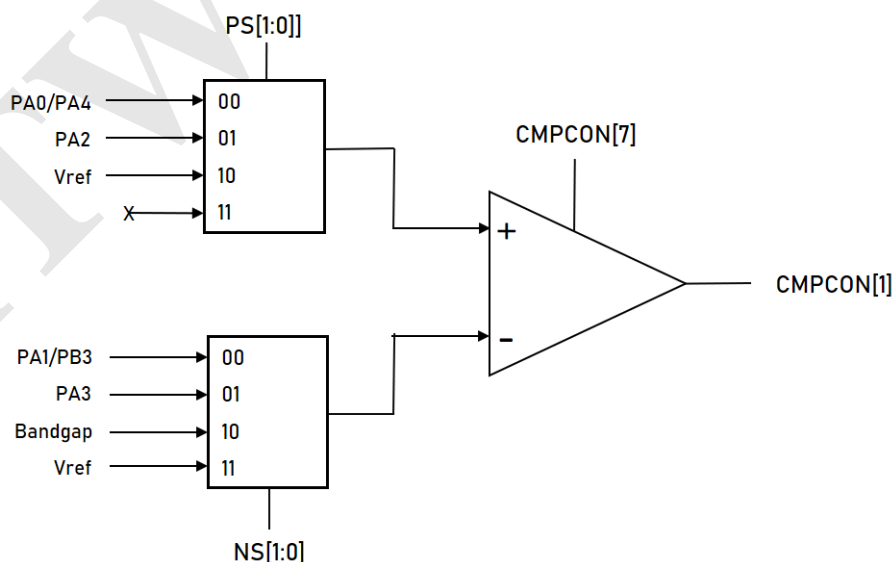 PS[1:0]]
PA0/PA4
00
PA2
01
Vref
10
X
11
CMPCON[7]
+
-
CMPCON[1]
PA1/PB3
00
PA3
01
Bandgap
10
Vref
11
NS[1:0]